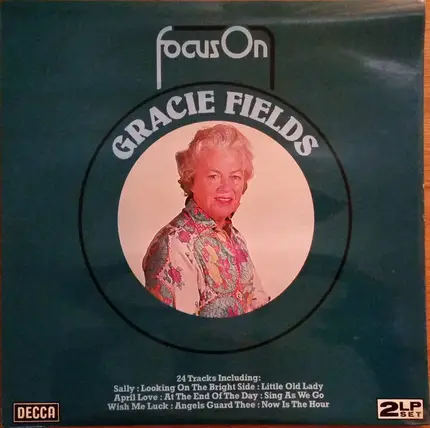 focusOn
GRACIE FIELDS
24 Tracks Including:
Sally : Looking On The Bright Side : Little Old Lady
April Love : At The End Of The Day : Sing As We Go
Wish Me Luck : Angels Guard Thee : Now Is The Hour
DECCA
2LP
SET